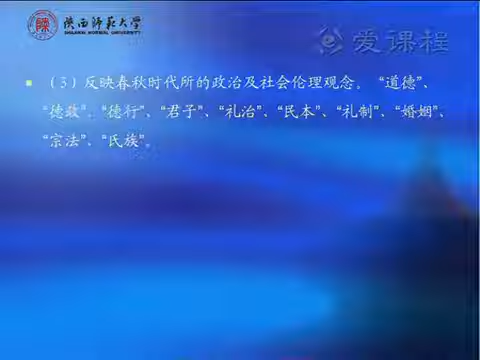 陕西师范大学
SHAANXI NORMAL UNIVERSITY
爱课程
（3）反映春秋时代所的政治及社会伦理观念。“道德”、
“德政”、“德行”、“君子”、“礼治”、“民本”、“礼制”、“婚姻”、
“宗法”、“氏族”。